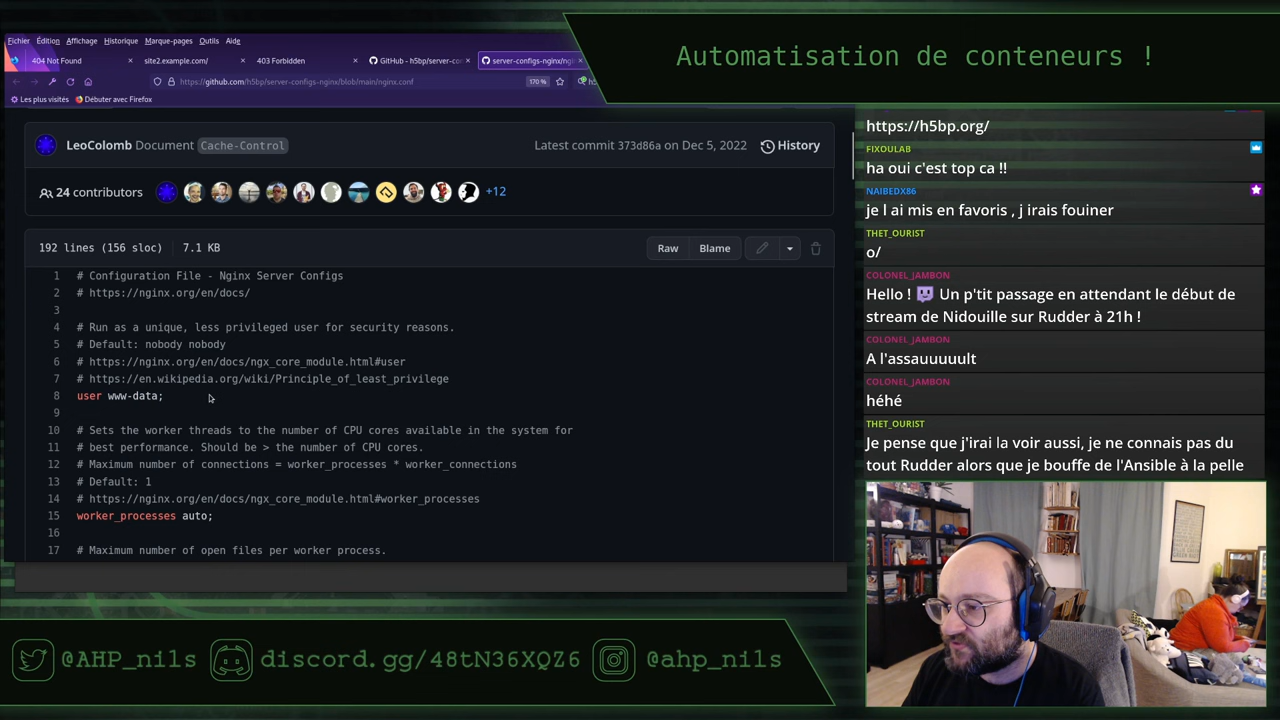 Fichier Édition Affichage Historique Marque-pages Outils Aide
404 Not Found
site2.example.com/
403 Forbidden
GitHub - h5bp/server-co
server-configs-nginx/ng
https://github.com/h5bp/server-configs-nginx/blob/main/nginx.conf
170 %
Les plus visités Débuter avec Firefox
Automatisation de conteneurs !
LeoColomb Document Cache-Control
Latest commit 373d86a on Dec 5, 2022 History
24 contributors +12
192 lines (156 sloc) 7.1 KB
Raw Blame
1 # Configuration File - Nginx Server Configs
2 # https://nginx.org/en/docs/
3
4 # Run as a unique, less privileged user for security reasons.
5 # Default: nobody nobody
6 # https://nginx.org/en/docs/ngx_core_module.html#user
7 # https://en.wikipedia.org/wiki/Principle_of_least_privilege
8 user www-data;
9
10 # Sets the worker threads to the number of CPU cores available in the system for
11 # best performance. Should be > the number of CPU cores.
12 # Maximum number of connections = worker_processes * worker_connections
13 # Default: 1
14 # https://nginx.org/en/docs/ngx_core_module.html#worker_processes
15 worker_processes auto;
16
17 # Maximum number of open files per worker process.
https://h5bp.org/
FIXOULAB
ha oui c'est top ca !!
NAIBEDX86
je l ai mis en favoris , j irais fouiner
THET_OURIST
o/
COLONEL_JAMBON
Hello ! Un p'tit passage en attendant le début de
stream de Nidouille sur Rudder à 21h !
COLONEL_JAMBON
A l'assauuuuult
COLONEL_JAMBON
héhé
THET_OURIST
Je pense que j'irai la voir aussi, je ne connais pas du
tout Rudder alors que je bouffe de l'Ansible à la pelle
@AHP_nils discord.gg/48tN36XQZ6 @ahp_nils